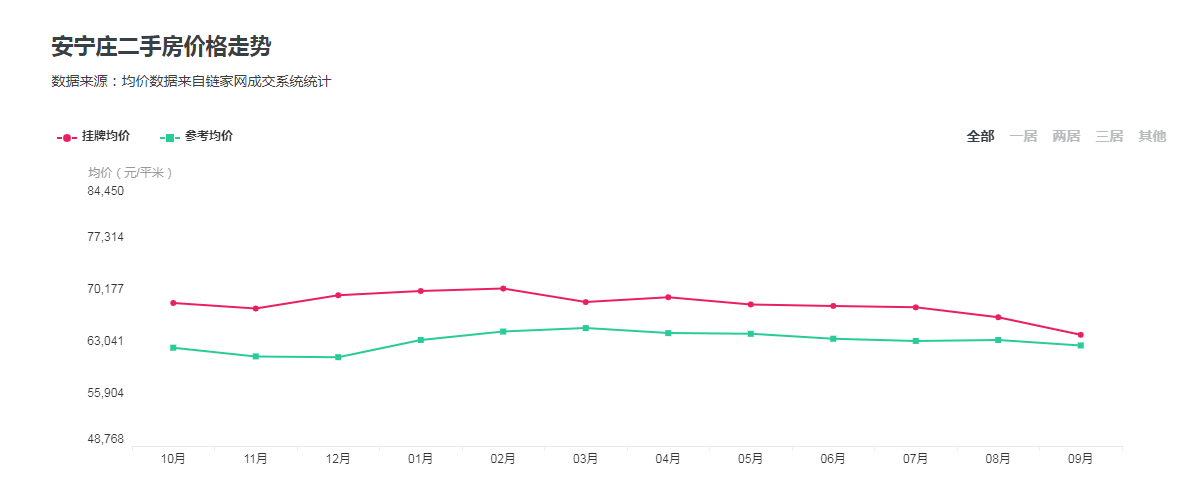 安宁庄二手房价格走势
数据来源：均价数据来自链家网成交系统统计
挂牌均价 参考均价 全部 一居 两居 三居 其他
均价（元/平米）
84,450
77,314
70,177
63,041
55,904
48,768
10月 11月 12月 01月 02月 03月 04月 05月 06月 07月 08月 09月